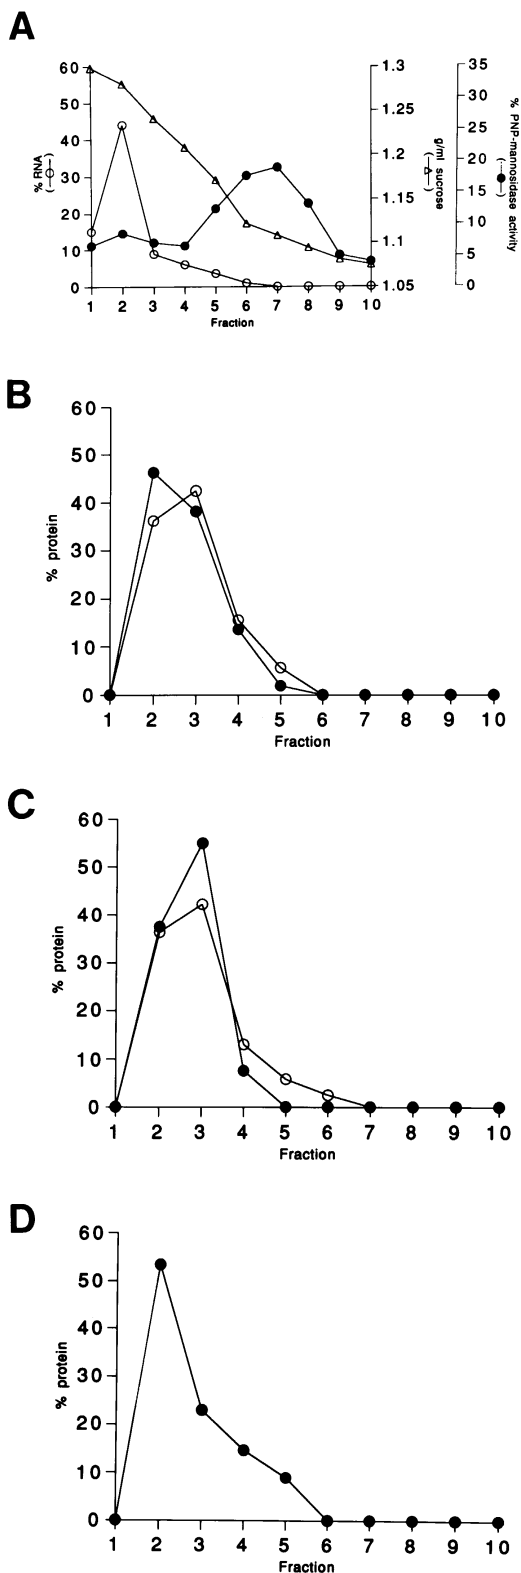 A
60
50
40
30
20
10
0
% RNA
(—○—)
1 2 3 4 5 6 7 8 9 10
Fraction
1.3
1.25
1.2
1.15
1.1
1.05
g/ml sucrose
(—△—)
35
30
25
20
15
10
5
0
% PNP-mannosidase activity
(···●—)
B
60
50
40
30
20
10
0
% protein
1 2 3 4 5 6 7 8 9 10
Fraction
C
60
50
40
30
20
10
0
% protein
1 2 3 4 5 6 7 8 9 10
Fraction
D
60
50
40
30
20
10
0
% protein
1 2 3 4 5 6 7 8 9 10
Fraction